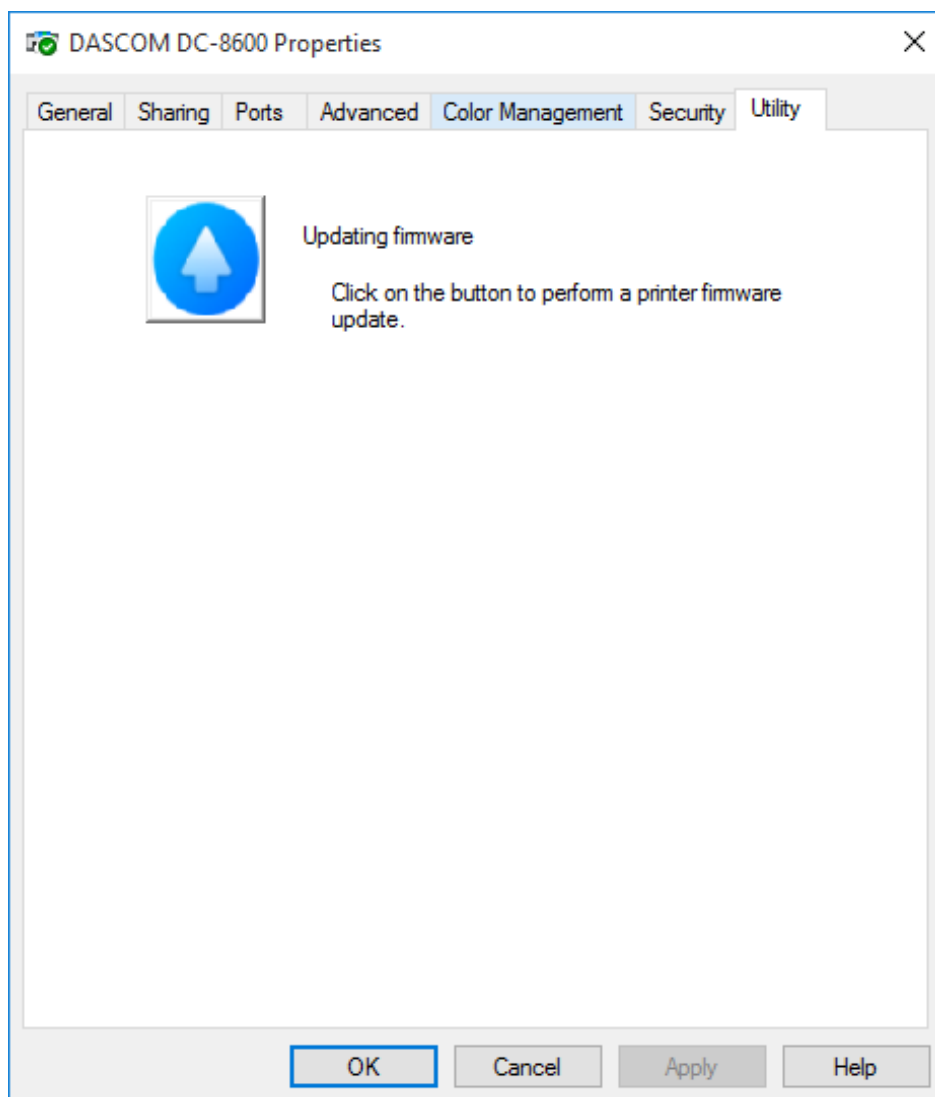 DASCOM DC-8600 Properties
General Sharing Ports Advanced Color Management Security Utility
Updating firmware
Click on the button to perform a printer firmware
update.
OK Cancel Apply Help